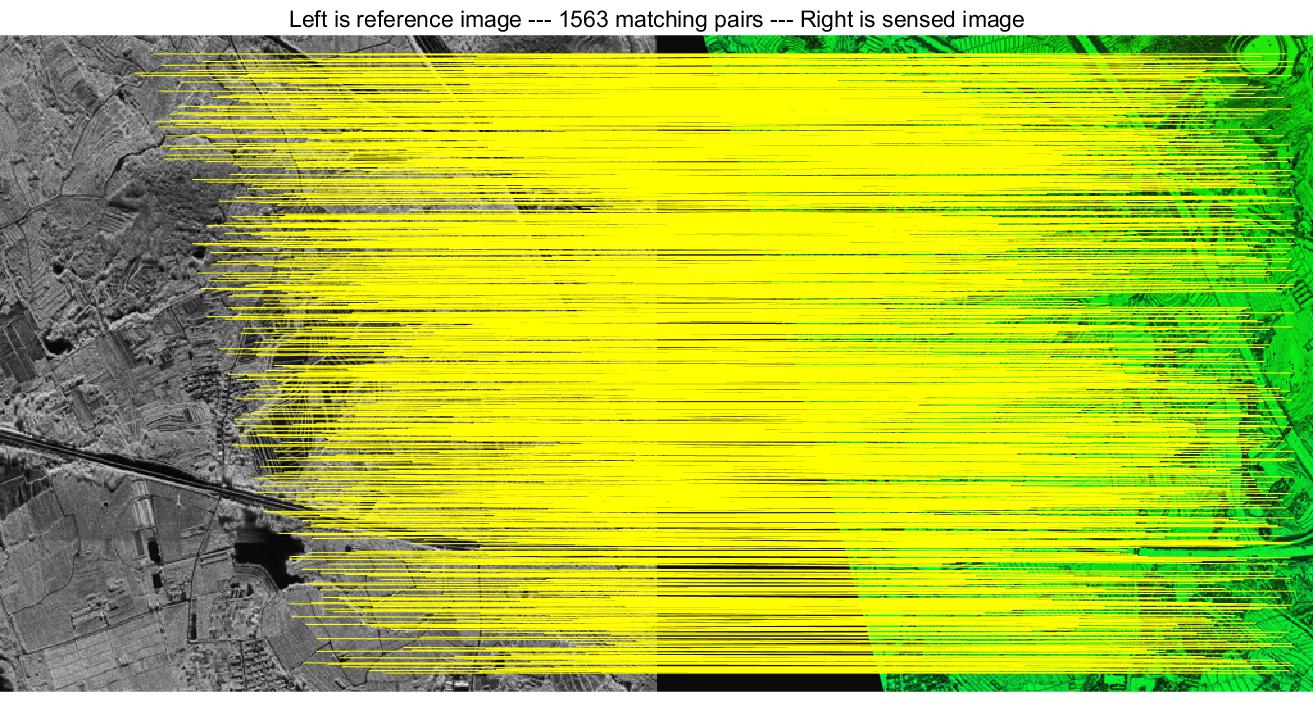 Left is reference image --- 1563 matching pairs --- Right is sensed image